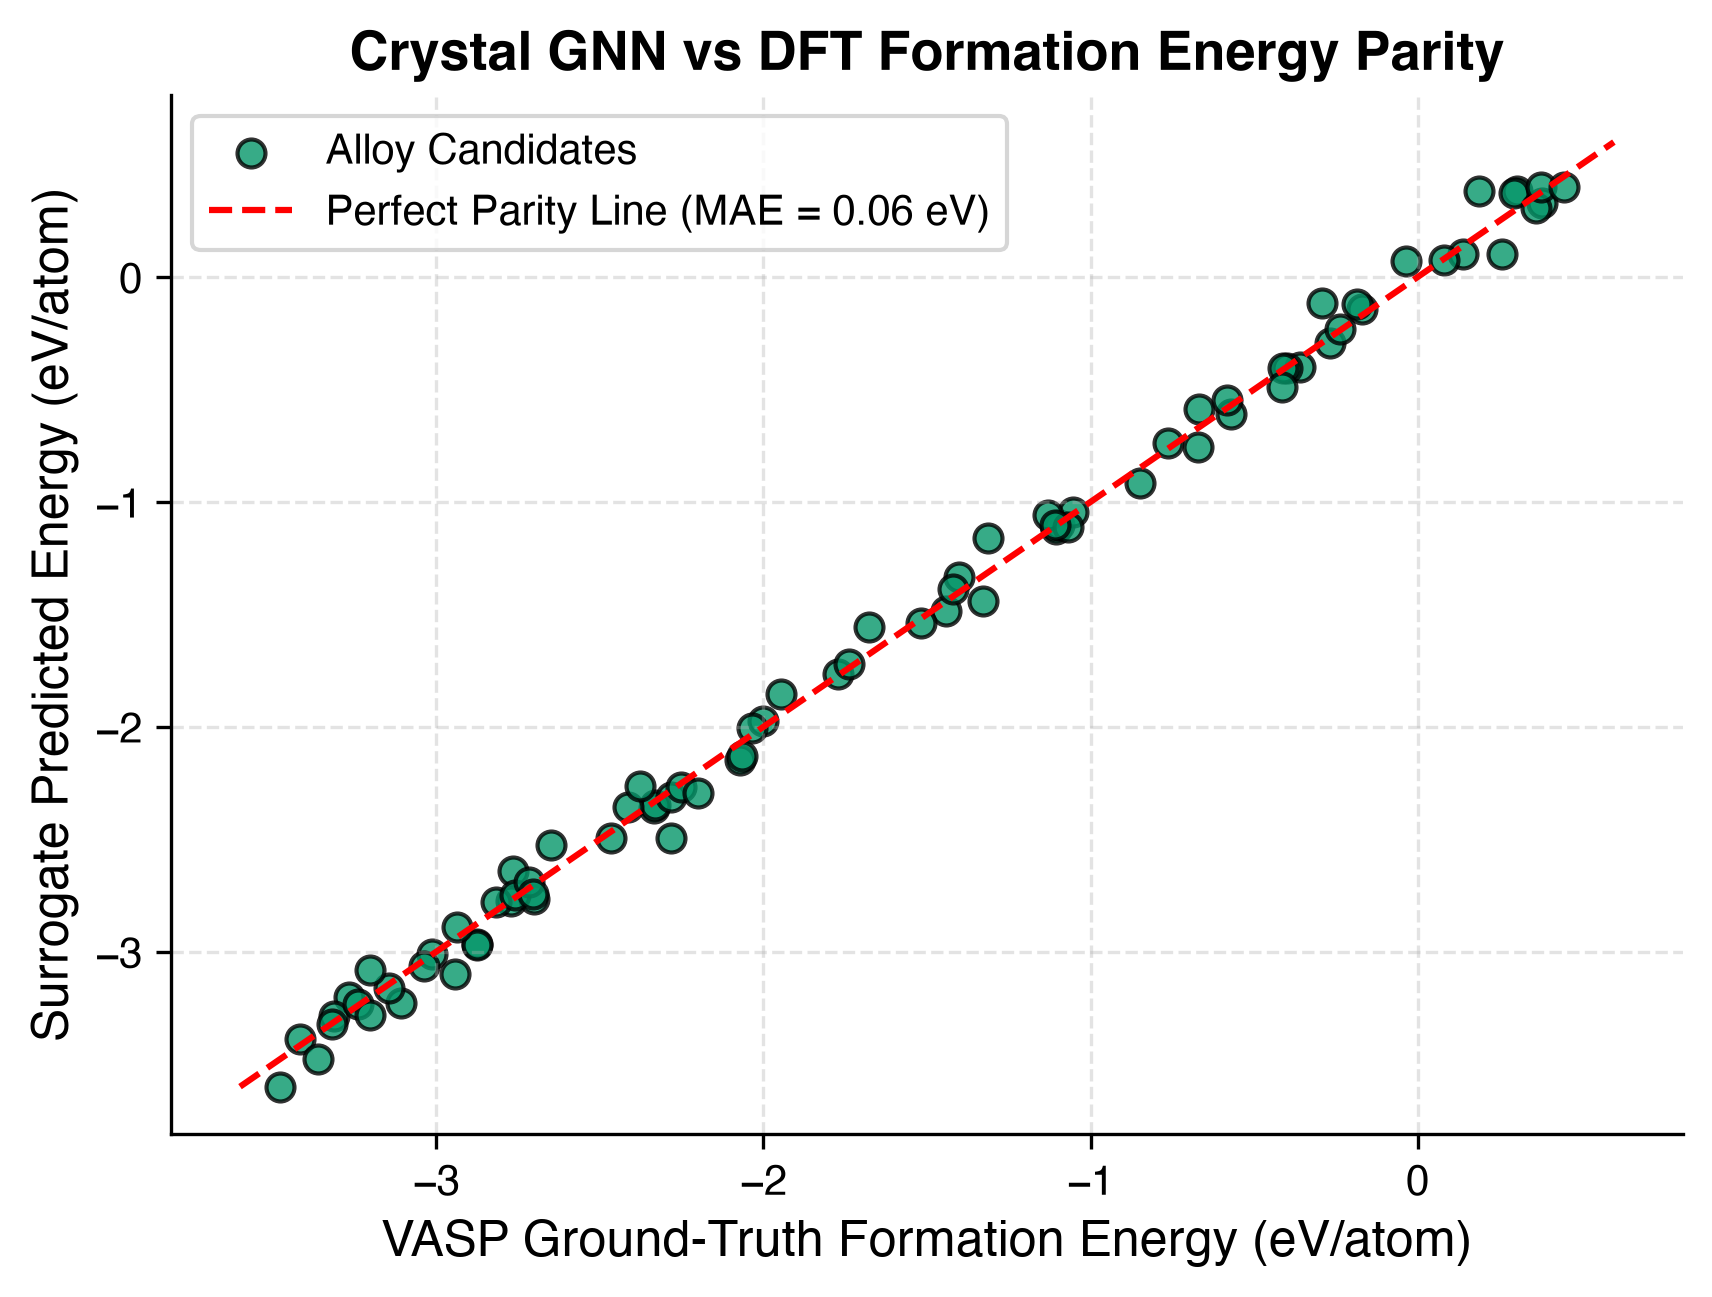 Crystal GNN vs DFT Formation Energy Parity
Alloy Candidates
Perfect Parity Line (MAE = 0.06 eV)
Surrogate Predicted Energy (eV/atom)
0
−1
−2
−3
−3
−2
−1
0
VASP Ground-Truth Formation Energy (eV/atom)